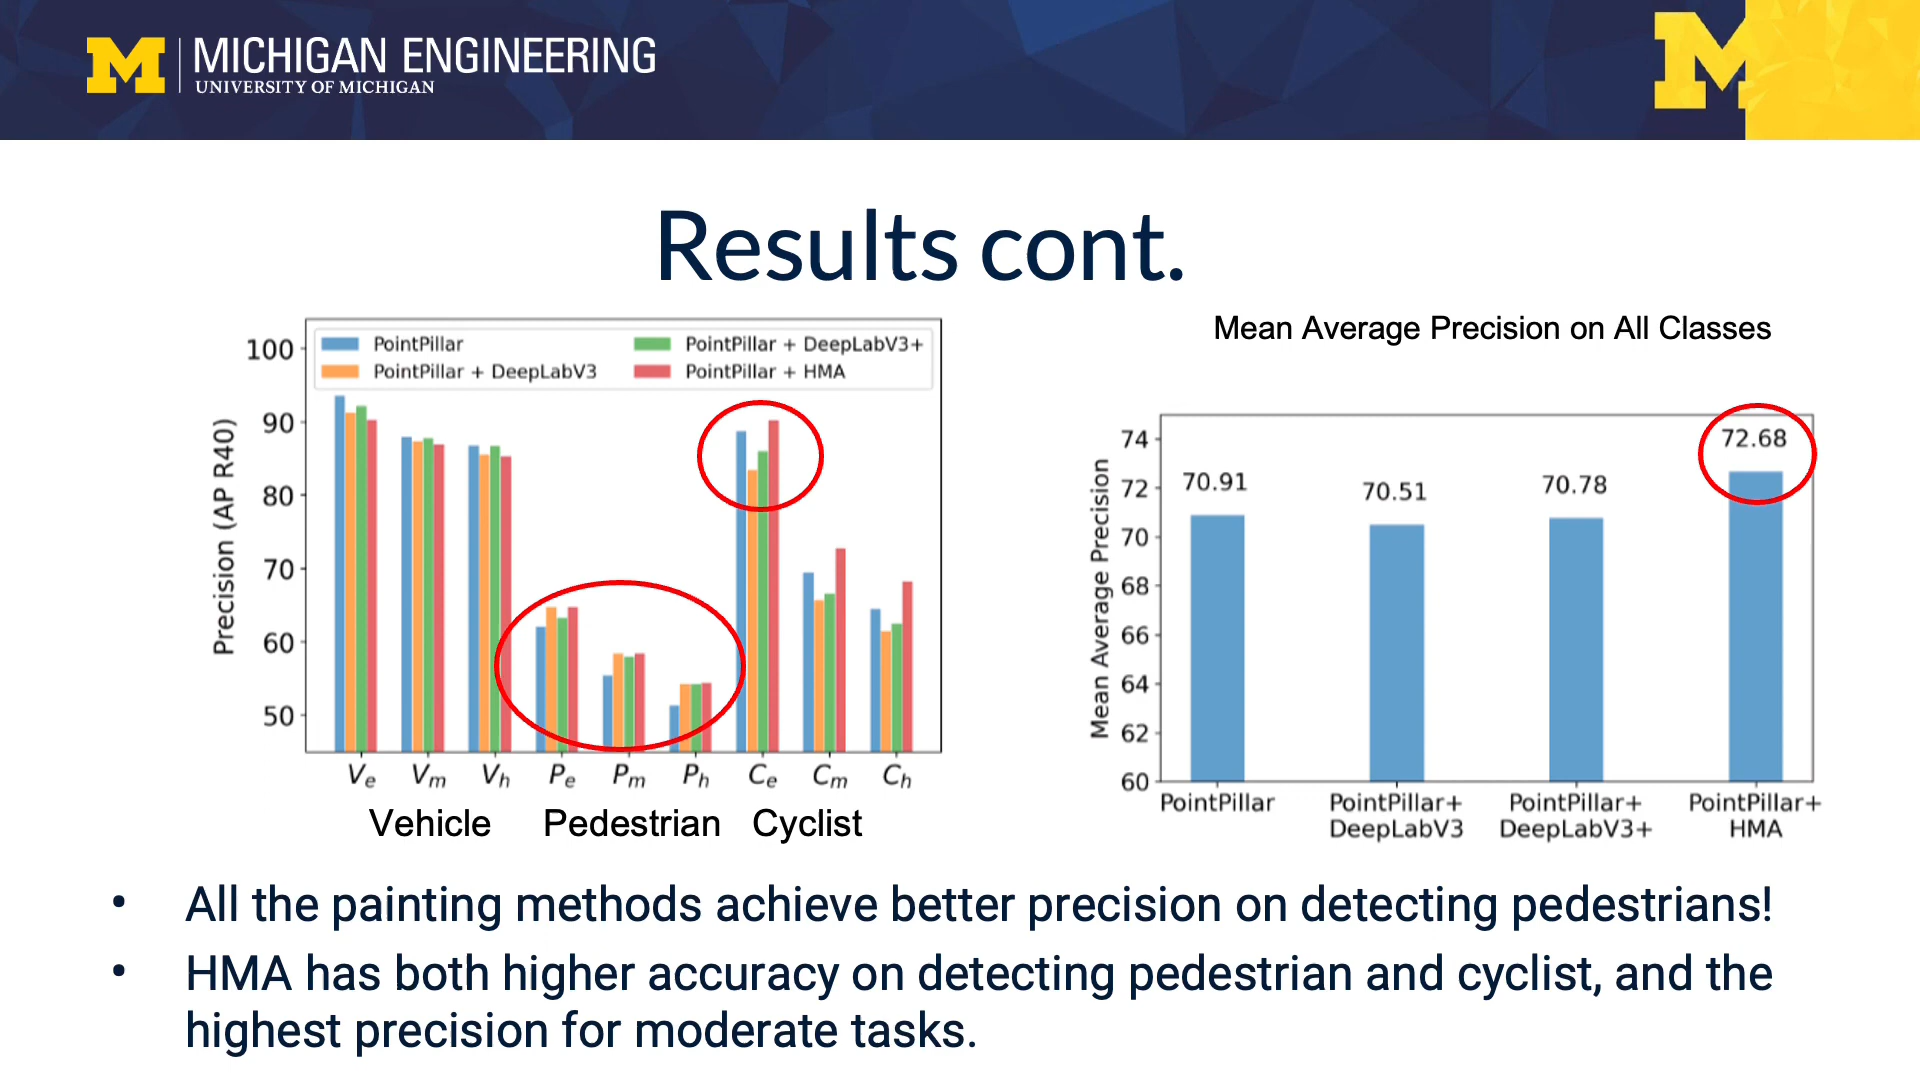 MICHIGAN ENGINEERING
UNIVERSITY OF MICHIGAN
Results cont.
PointPillar
PointPillar + DeepLabV3
PointPillar + DeepLabV3+
PointPillar + HMA
Precision (AP R40)
100
90
80
70
60
50
Ve Vm Vh Pe Pm Ph Ce Cm Ch
Vehicle Pedestrian Cyclist
Mean Average Precision on All Classes
Mean Average Precision
74
72
70
68
66
64
62
60
70.91
70.51
70.78
72.68
PointPillar
PointPillar+
DeepLabV3
PointPillar+
DeepLabV3+
PointPillar+
HMA
• All the painting methods achieve better precision on detecting pedestrians!
• HMA has both higher accuracy on detecting pedestrian and cyclist, and the
highest precision for moderate tasks.